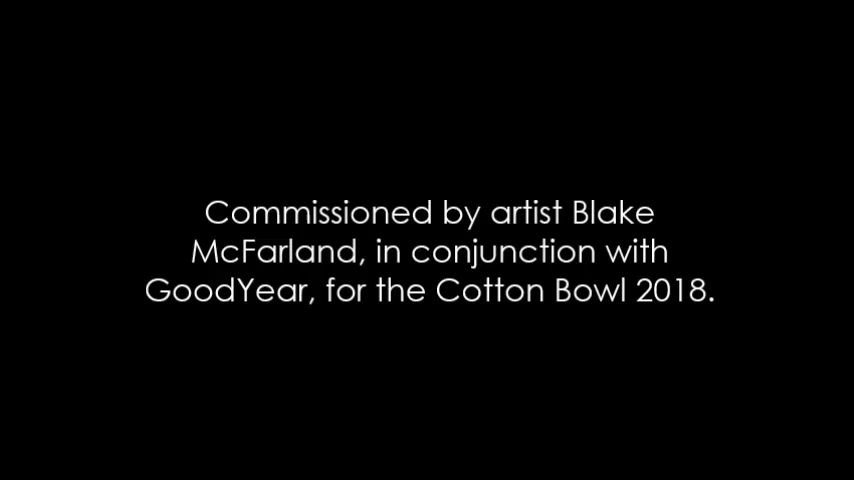 Commissioned by artist Blake
McFarland, in conjunction with
GoodYear, for the Cotton Bowl 2018.